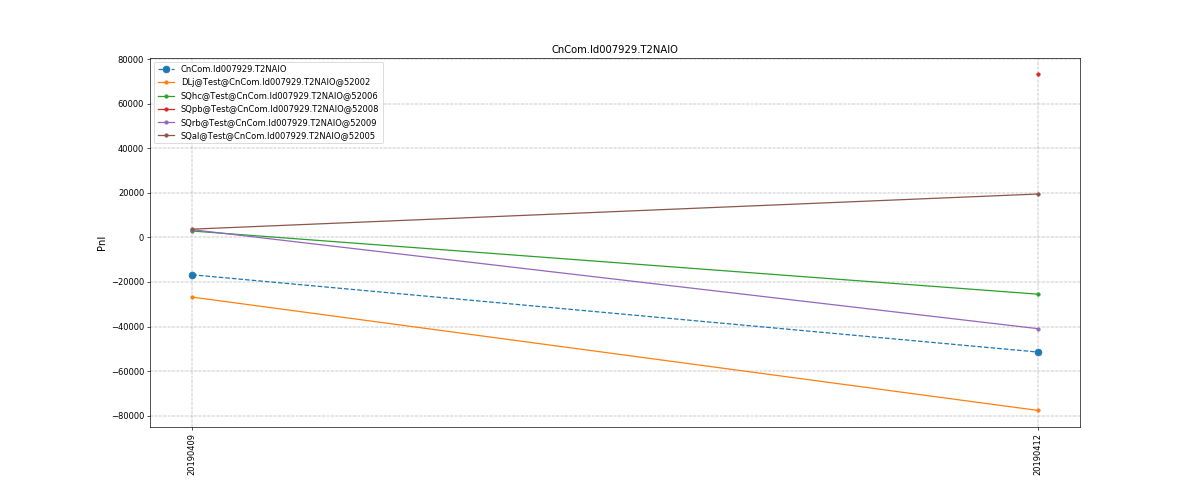 CnCom.Id007929.T2NAIO
80000
60000
40000
20000
0
−20000
−40000
−60000
−80000
Pnl
CnCom.Id007929.T2NAIO
DLj@Test@CnCom.Id007929.T2NAIO@52002
SQhc@Test@CnCom.Id007929.T2NAIO@52006
SQpb@Test@CnCom.Id007929.T2NAIO@52008
SQrb@Test@CnCom.Id007929.T2NAIO@52009
SQal@Test@CnCom.Id007929.T2NAIO@52005
20190409
20190412